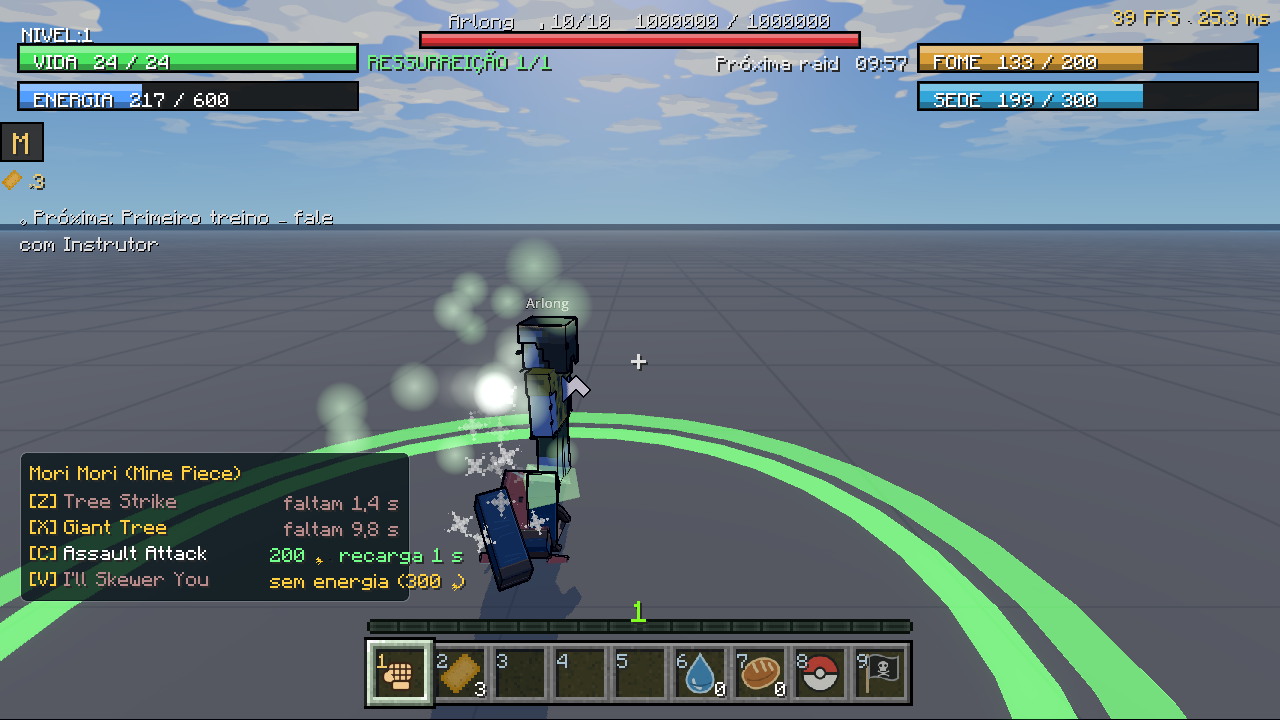 Arlong . 10/10 1000000 / 1000000
39 FPS · 25.3 ms
NIVEL:1
VIDA 24 / 24
RESSURREIÇÃO 1/1
Próxima raid 09:57
FOME 133 / 200
ENERGIA 217 / 600
SEDE 199 / 300
M
.3
. Próxima: Primeiro treino - fale
com Instrutor
Arlong
Mori Mori (Mine Piece)
[Z] Tree Strike faltam 1,4 s
[X] Giant Tree faltam 9,8 s
[C] Assault Attack 200 recarga 1 s
[V] I'll Skewer You sem energia (300 )
1
1 2 3 4 5 6 7 8 9
3 0 0